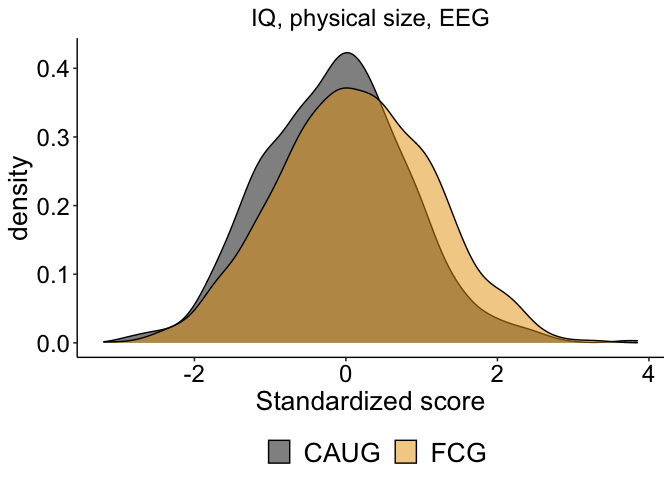 IQ, physical size, EEG
density
0.4
0.3
0.2
0.1
0.0
-2 0 2 4
Standardized score
CAUG FCG